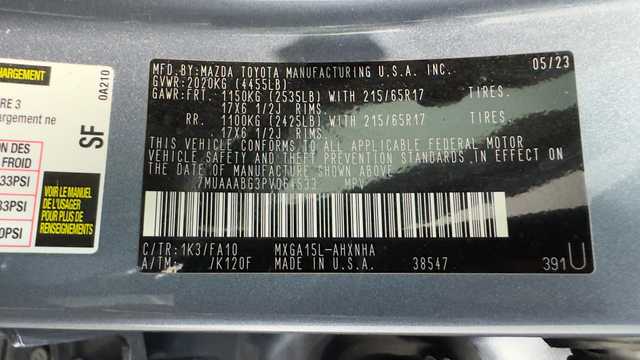 HARGEMENT
0A210
RE 3
hargement ne
SF
ON DES
FROID
33PSI
33PSI
0PSI
VOIR LE MANUEL
DE L'USAGER
POUR PLUS DE
RENSEIGNEMENTS
MFD. BY: MAZDA TOYOTA MANUFACTURING U.S.A. INC. 05/23
GVWR: 2020KG (4455LB)
GAWR: FRT. 1150KG (2535LB) WITH 215/65R17 TIRES.
17X6 1/2J RIMS
RR. 1100KG (2425LB) WITH 215/65R17 TIRES.
17X6 1/2J RIMS
THIS VEHICLE CONFORMS TO ALL APPLICABLE FEDERAL MOTOR
VEHICLE SAFETY AND THEFT PREVENTION STANDARDS IN EFFECT ON
THE DATE OF MANUFACTURE SHOWN ABOVE.
MPV
C/TR: 1K3/FA10 MXGA15L-AHXNHA
A/TM: /K120F MADE IN U.S.A. 38547 391U